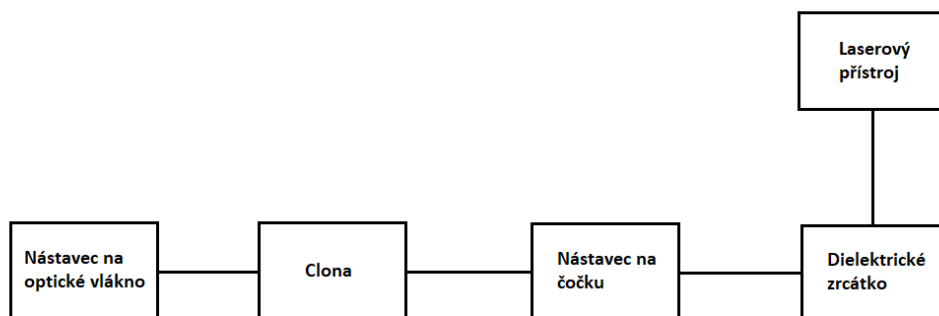 Laserový
přístroj
Nástavec na
optické vlákno
Clona
Nástavec na
čočku
Dielektrické
zrcátko